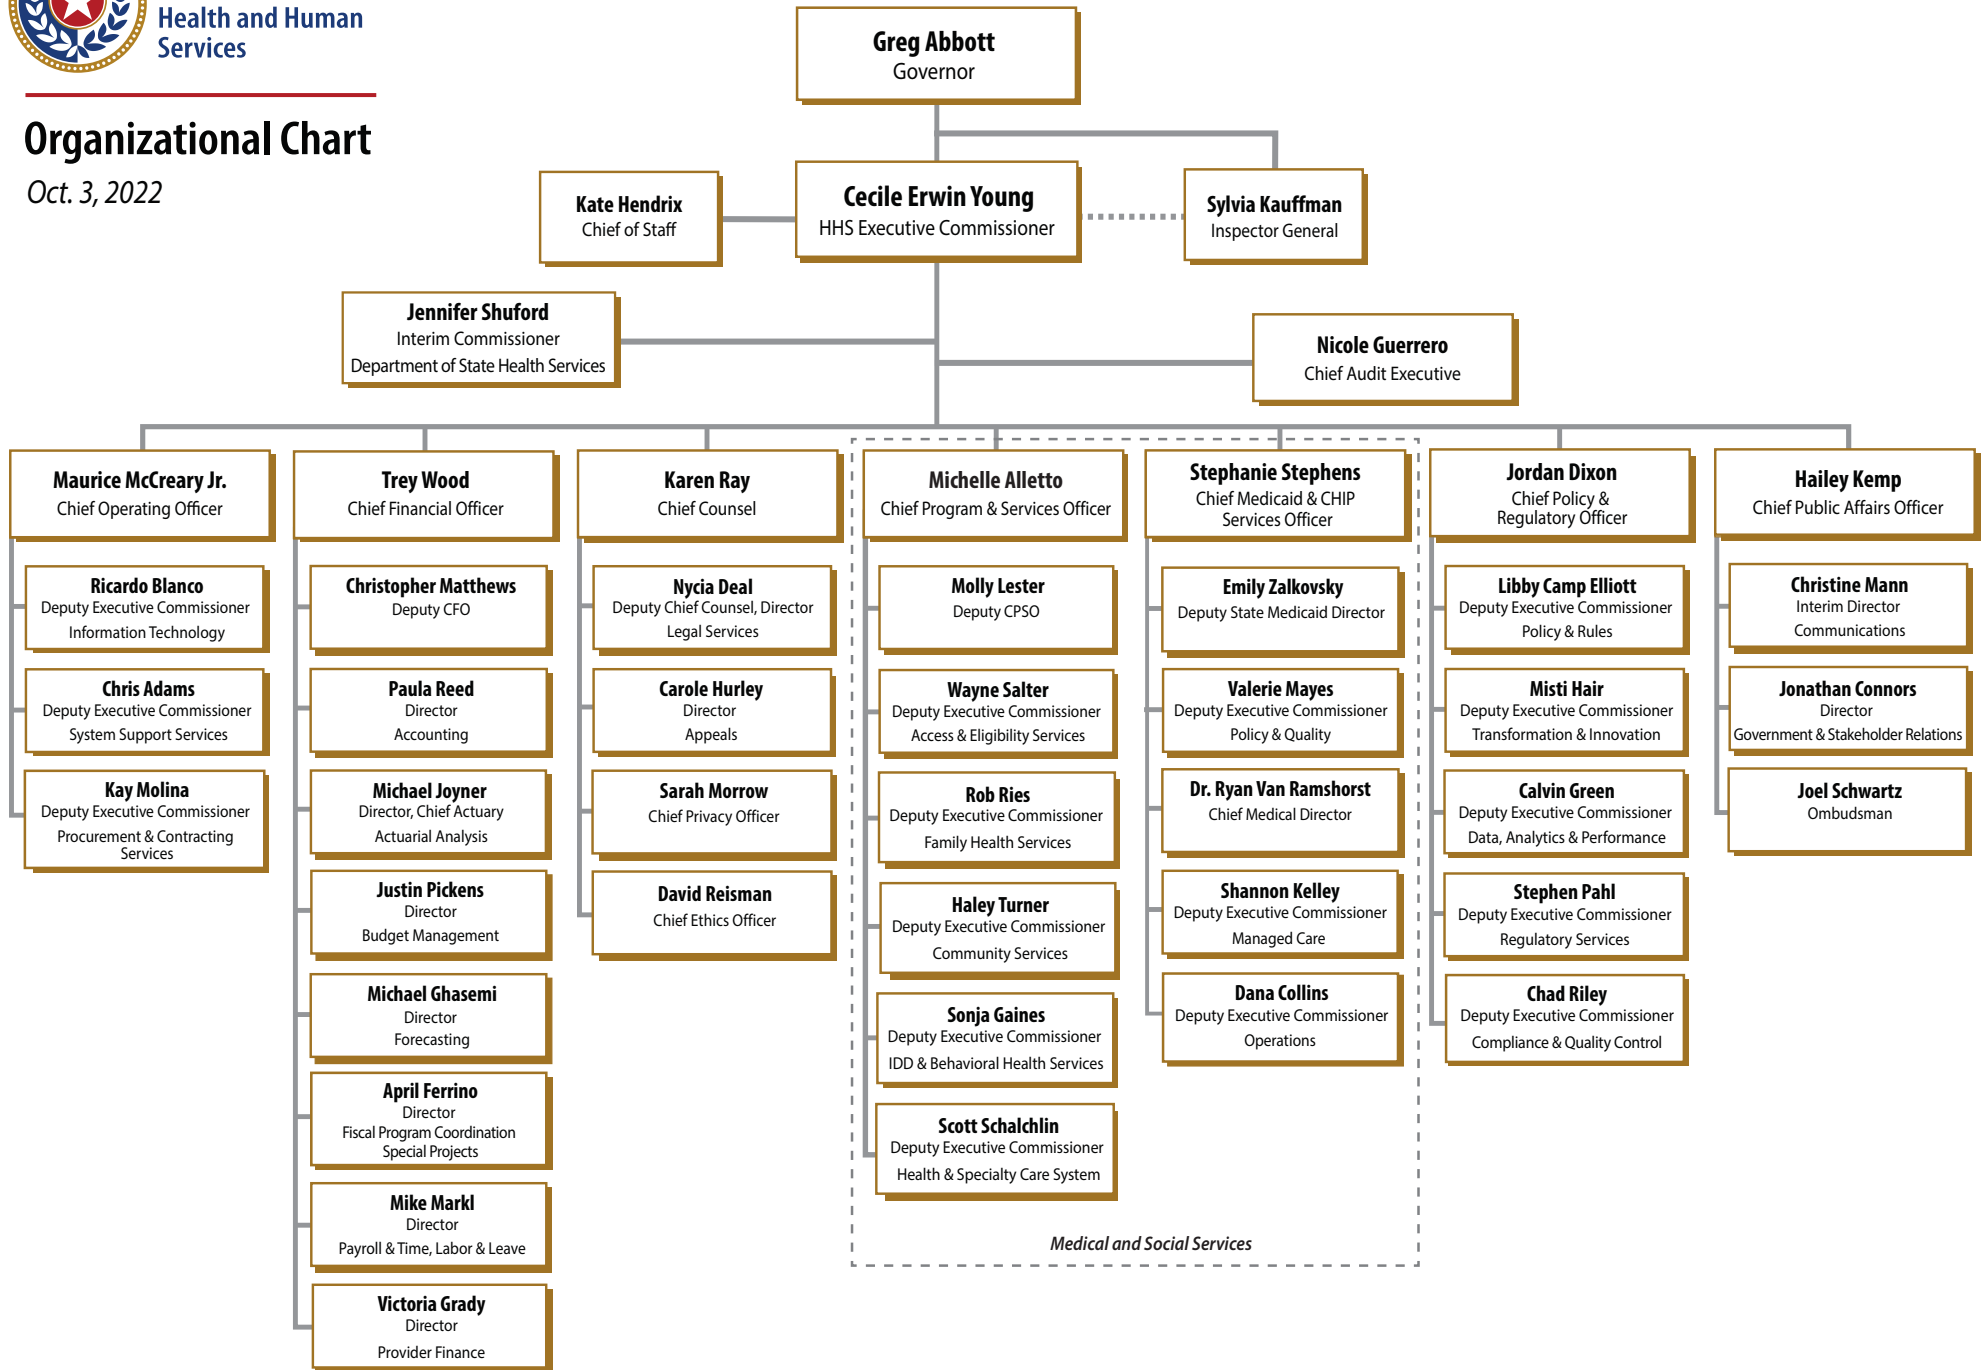 Health and Human
Services
Organizational Chart
Oct. 3, 2022
Greg Abbott
Governor
Kate Hendrix
Chief of Staff
Cecile Erwin Young
HHS Executive Commissioner
Sylvia Kauffman
Inspector General
Jennifer Shuford
Interim Commissioner
Department of State Health Services
Nicole Guerrero
Chief Audit Executive
Maurice McCreary Jr.
Chief Operating Officer
Ricardo Blanco
Deputy Executive Commissioner
Information Technology
Chris Adams
Deputy Executive Commissioner
System Support Services
Kay Molina
Deputy Executive Commissioner
Procurement & Contracting
Services
Trey Wood
Chief Financial Officer
Christopher Matthews
Deputy CFO
Paula Reed
Director
Accounting
Michael Joyner
Director, Chief Actuary
Actuarial Analysis
Justin Pickens
Director
Budget Management
Michael Ghasemi
Director
Forecasting
April Ferrino
Director
Fiscal Program Coordination
Special Projects
Mike Markl
Director
Payroll & Time, Labor & Leave
Victoria Grady
Director
Provider Finance
Karen Ray
Chief Counsel
Nycia Deal
Deputy Chief Counsel, Director
Legal Services
Carole Hurley
Director
Appeals
Sarah Morrow
Chief Privacy Officer
David Reisman
Chief Ethics Officer
Michelle Alletto
Chief Program & Services Officer
Molly Lester
Deputy CPSO
Wayne Salter
Deputy Executive Commissioner
Access & Eligibility Services
Rob Ries
Deputy Executive Commissioner
Family Health Services
Haley Turner
Deputy Executive Commissioner
Community Services
Sonja Gaines
Deputy Executive Commissioner
IDD & Behavioral Health Services
Scott Schalchlin
Deputy Executive Commissioner
Health & Specialty Care System
Stephanie Stephens
Chief Medicaid & CHIP
Services Officer
Emily Zalkovsky
Deputy State Medicaid Director
Valerie Mayes
Deputy Executive Commissioner
Policy & Quality
Dr. Ryan Van Ramshorst
Chief Medical Director
Shannon Kelley
Deputy Executive Commissioner
Managed Care
Dana Collins
Deputy Executive Commissioner
Operations
Medical and Social Services
Jordan Dixon
Chief Policy &
Regulatory Officer
Libby Camp Elliott
Deputy Executive Commissioner
Policy & Rules
Misti Hair
Deputy Executive Commissioner
Transformation & Innovation
Calvin Green
Deputy Executive Commissioner
Data, Analytics & Performance
Stephen Pahl
Deputy Executive Commissioner
Regulatory Services
Chad Riley
Deputy Executive Commissioner
Compliance & Quality Control
Hailey Kemp
Chief Public Affairs Officer
Christine Mann
Interim Director
Communications
Jonathan Connors
Director
Government & Stakeholder Relations
Joel Schwartz
Ombudsman